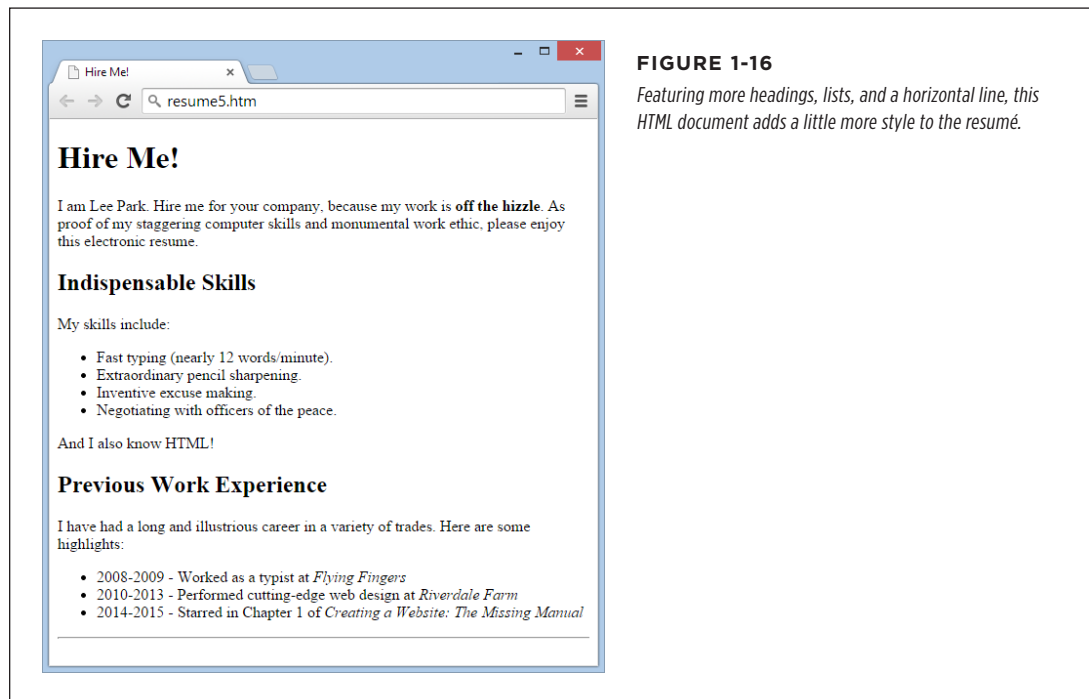 Hire Me!
resume5.htm
Hire Me!
I am Lee Park. Hire me for your company, because my work is off the hizzle. As
proof of my staggering computer skills and monumental work ethic, please enjoy
this electronic resume.
Indispensable Skills
My skills include:
• Fast typing (nearly 12 words/minute).
• Extraordinary pencil sharpening.
• Inventive excuse making.
• Negotiating with officers of the peace.
And I also know HTML!
Previous Work Experience
I have had a long and illustrious career in a variety of trades. Here are some
highlights:
• 2008-2009 - Worked as a typist at Flying Fingers
• 2010-2013 - Performed cutting-edge web design at Riverdale Farm
• 2014-2015 - Starred in Chapter 1 of Creating a Website: The Missing Manual
FIGURE 1-16
Featuring more headings, lists, and a horizontal line, this
HTML document adds a little more style to the resumé.